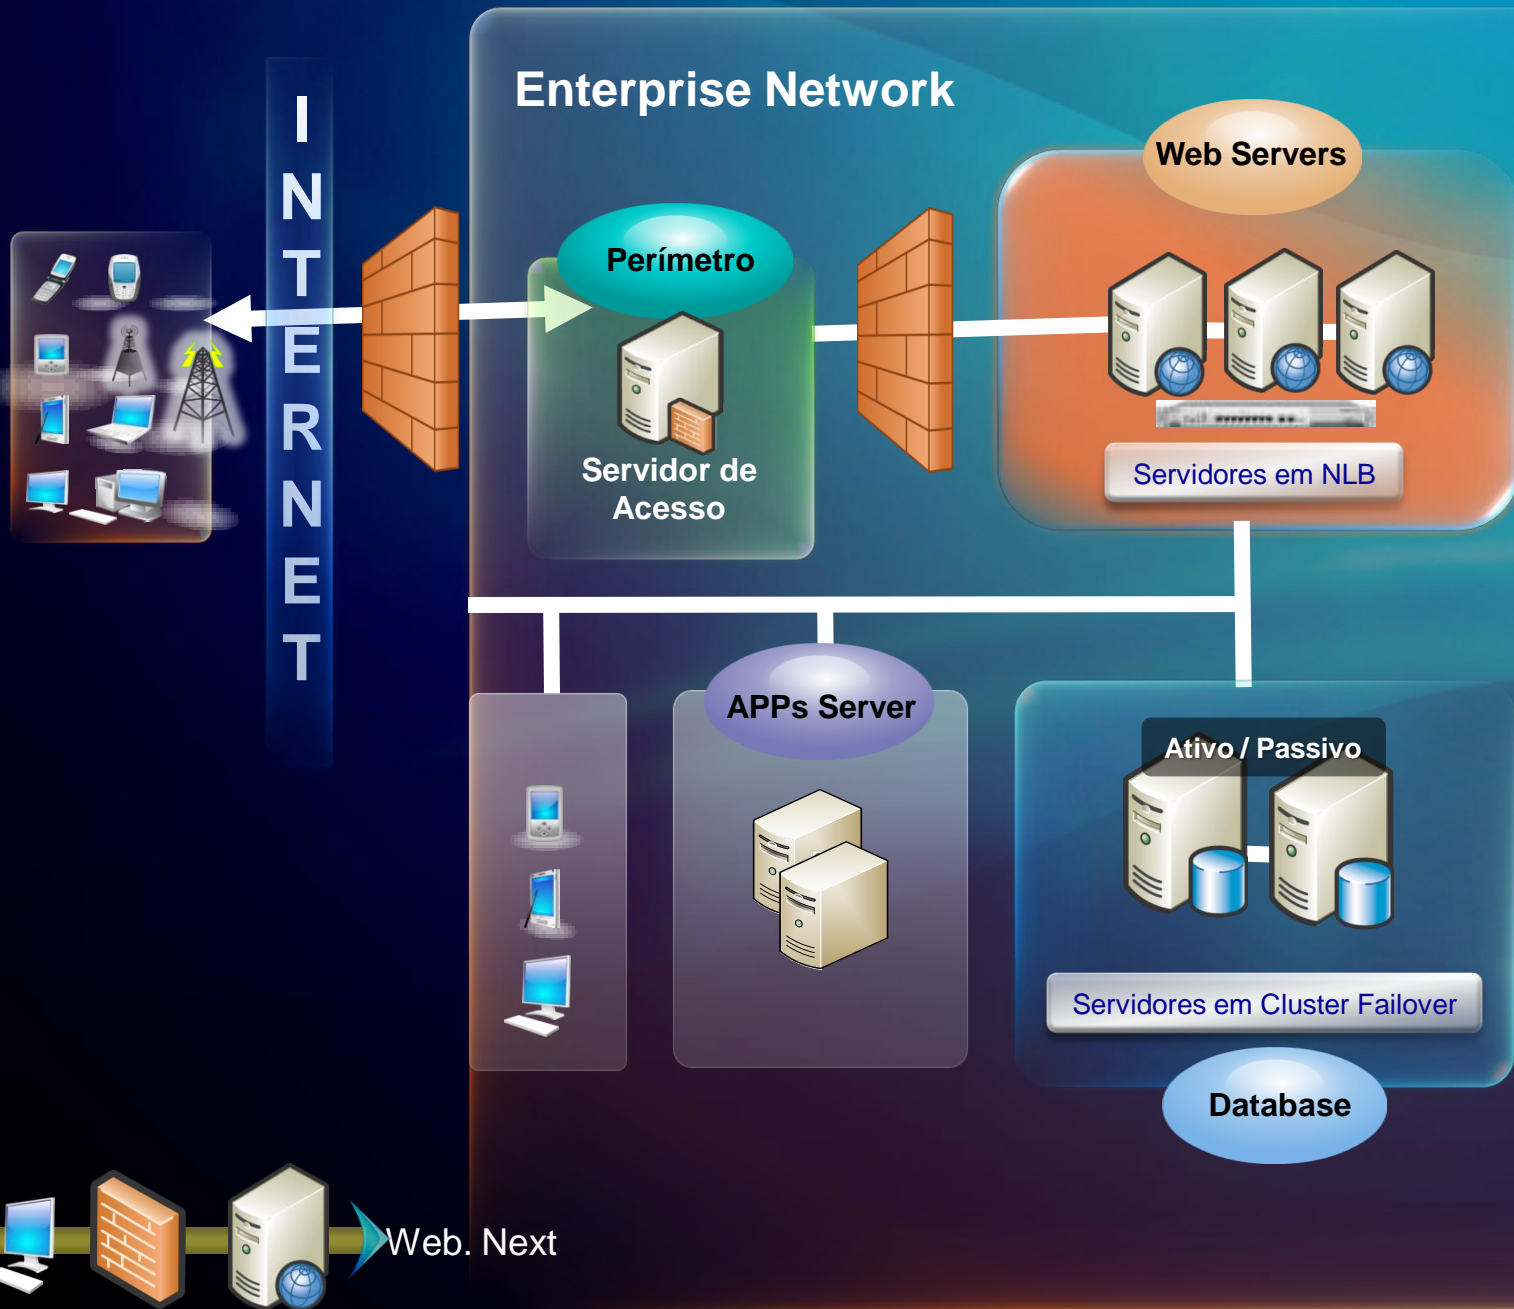 INTERNET
Enterprise Network
Web Servers
Perímetro
Servidor de
Acesso
Servidores em NLB
APPs Server
Ativo / Passivo
Servidores em Cluster Failover
Database
Web. Next